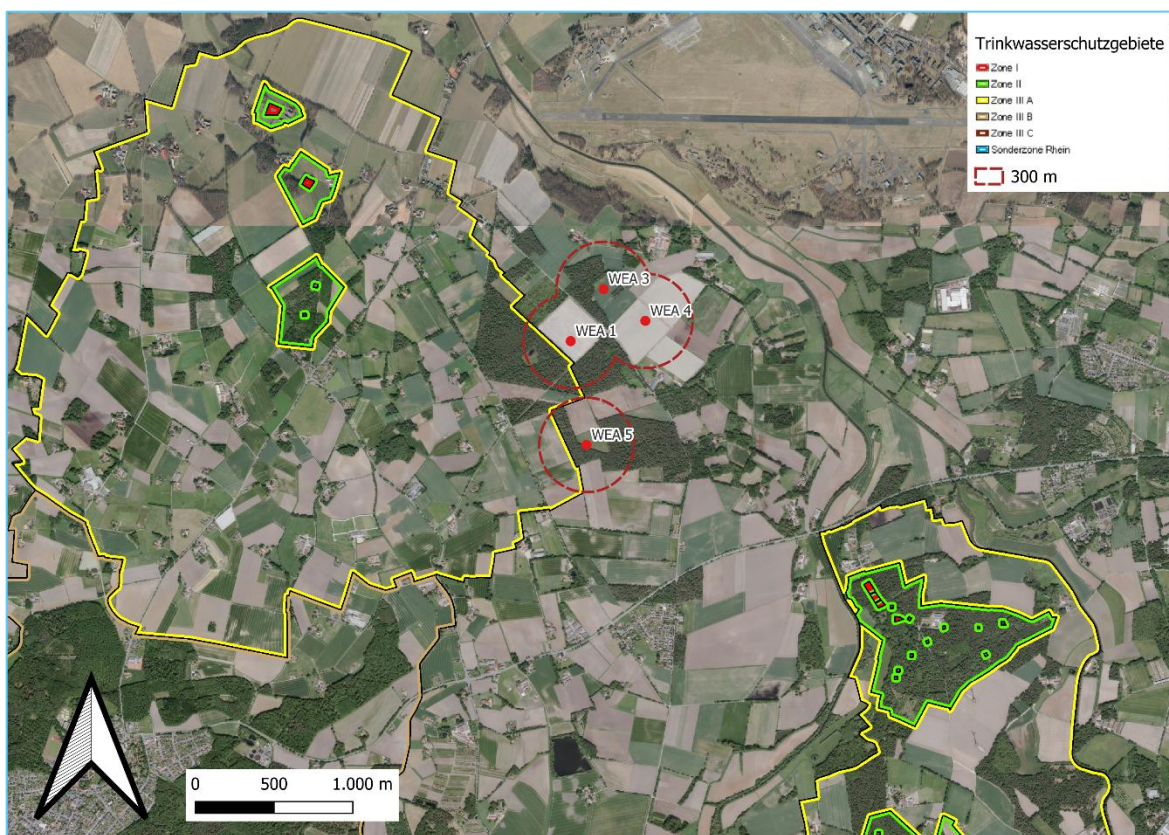 Trinkwasserschutzgebiete
Zone I
Zone II
Zone III A
Zone III B
Zone III C
Sonderzone Rhein
300 m
WEA 3
WEA 4
WEA 1
WEA 5
0 500 1.000 m